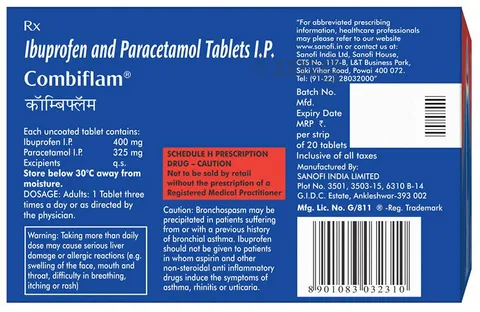 Rx
Ibuprofen and Paracetamol Tablets I.P.
Combiflam®
कॉम्बिफ्लॅम
Each uncoated tablet contains:
Ibuprofen I.P. 400 mg
Paracetamol I.P. 325 mg
Excipients q.s.
Store below 30°C away from
moisture.
DOSAGE: Adults: 1 Tablet three
times a day or as directed by
the physician.
Warning: Taking more than daily
dose may cause serious liver
damage or allergic reactions (e.g.
swelling of the face, mouth and
throat, difficulty in breathing,
itching or rash)
SCHEDULE H PRESCRIPTION
DRUG – CAUTION
Not to be sold by retail
without the prescription of a
Registered Medical Practitioner
Caution: Bronchospasm may be
precipitated in patients suffering
from or with a previous history
of bronchial asthma. Ibuprofen
should not be given to patients
in whom aspirin and other
non-steroidal anti inflammatory
drugs induce the symptoms of
asthma, rhinitis or urticaria.
"For abbreviated prescribing
information, healthcare professionals
may please refer to our website
www.sanofi.in or contact us at:
Sanofi India Ltd, Sanofi House,
CTS No. 117-B, L&T Business Park,
Saki Vihar Road, Powai 400 072.
Tel: (91-22) 28032000"
Batch No.
Mfd.
Expiry Date
MRP ₹.
per strip
of 20 tablets
Inclusive of all taxes
Manufactured By:
SANOFI INDIA LIMITED
Plot No. 3501, 3503-15, 6310 B-14
G.I.D.C. Estate, Ankleshwar-393 002
Mfg. Lic. No. G/811 ® -Reg. Trademark
8901083032310